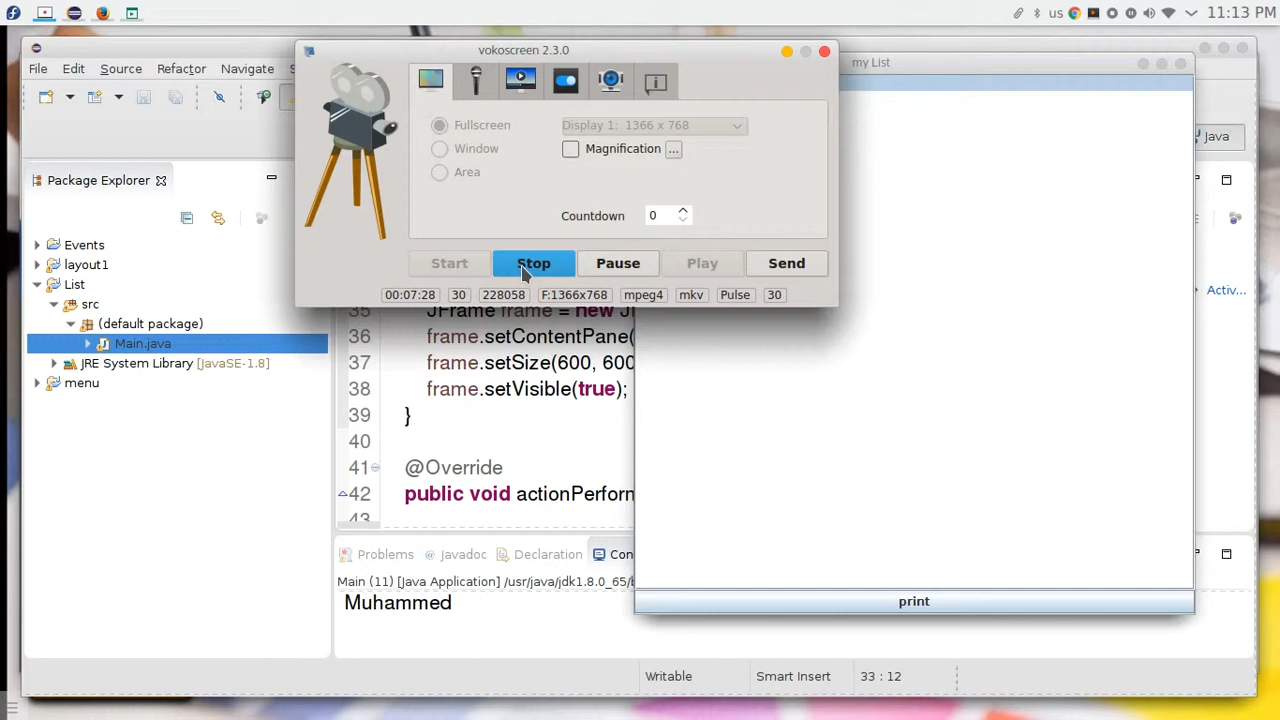 us
11:13 PM
vokoscreen 2.3.0
my List
File Edit Source Refactor Navigate
Fullscreen
Display 1: 1366 x 768
Window
Magnification ...
Area
Java
Package Explorer
Countdown 0
Events
layout1
Start Stop Pause Play Send
List
00:07:28 30 228058 F:1366x768 mpeg4 mkv Pulse 30
Activ...
src
(default package)
Main.java
JRE System Library [JavaSE-1.8]
menu
35 JFrame frame = new
36 frame.setContentPane(
37 frame.setSize(600, 600
38 frame.setVisible(true);
39 }
40
41 @Override
42 public void actionPerforn
43
Problems @ Javadoc Declaration Con
Main (11) [Java Application] /usr/java/jdk1.8.0_65/b
Muhammed
print
Writable Smart Insert 33 : 12